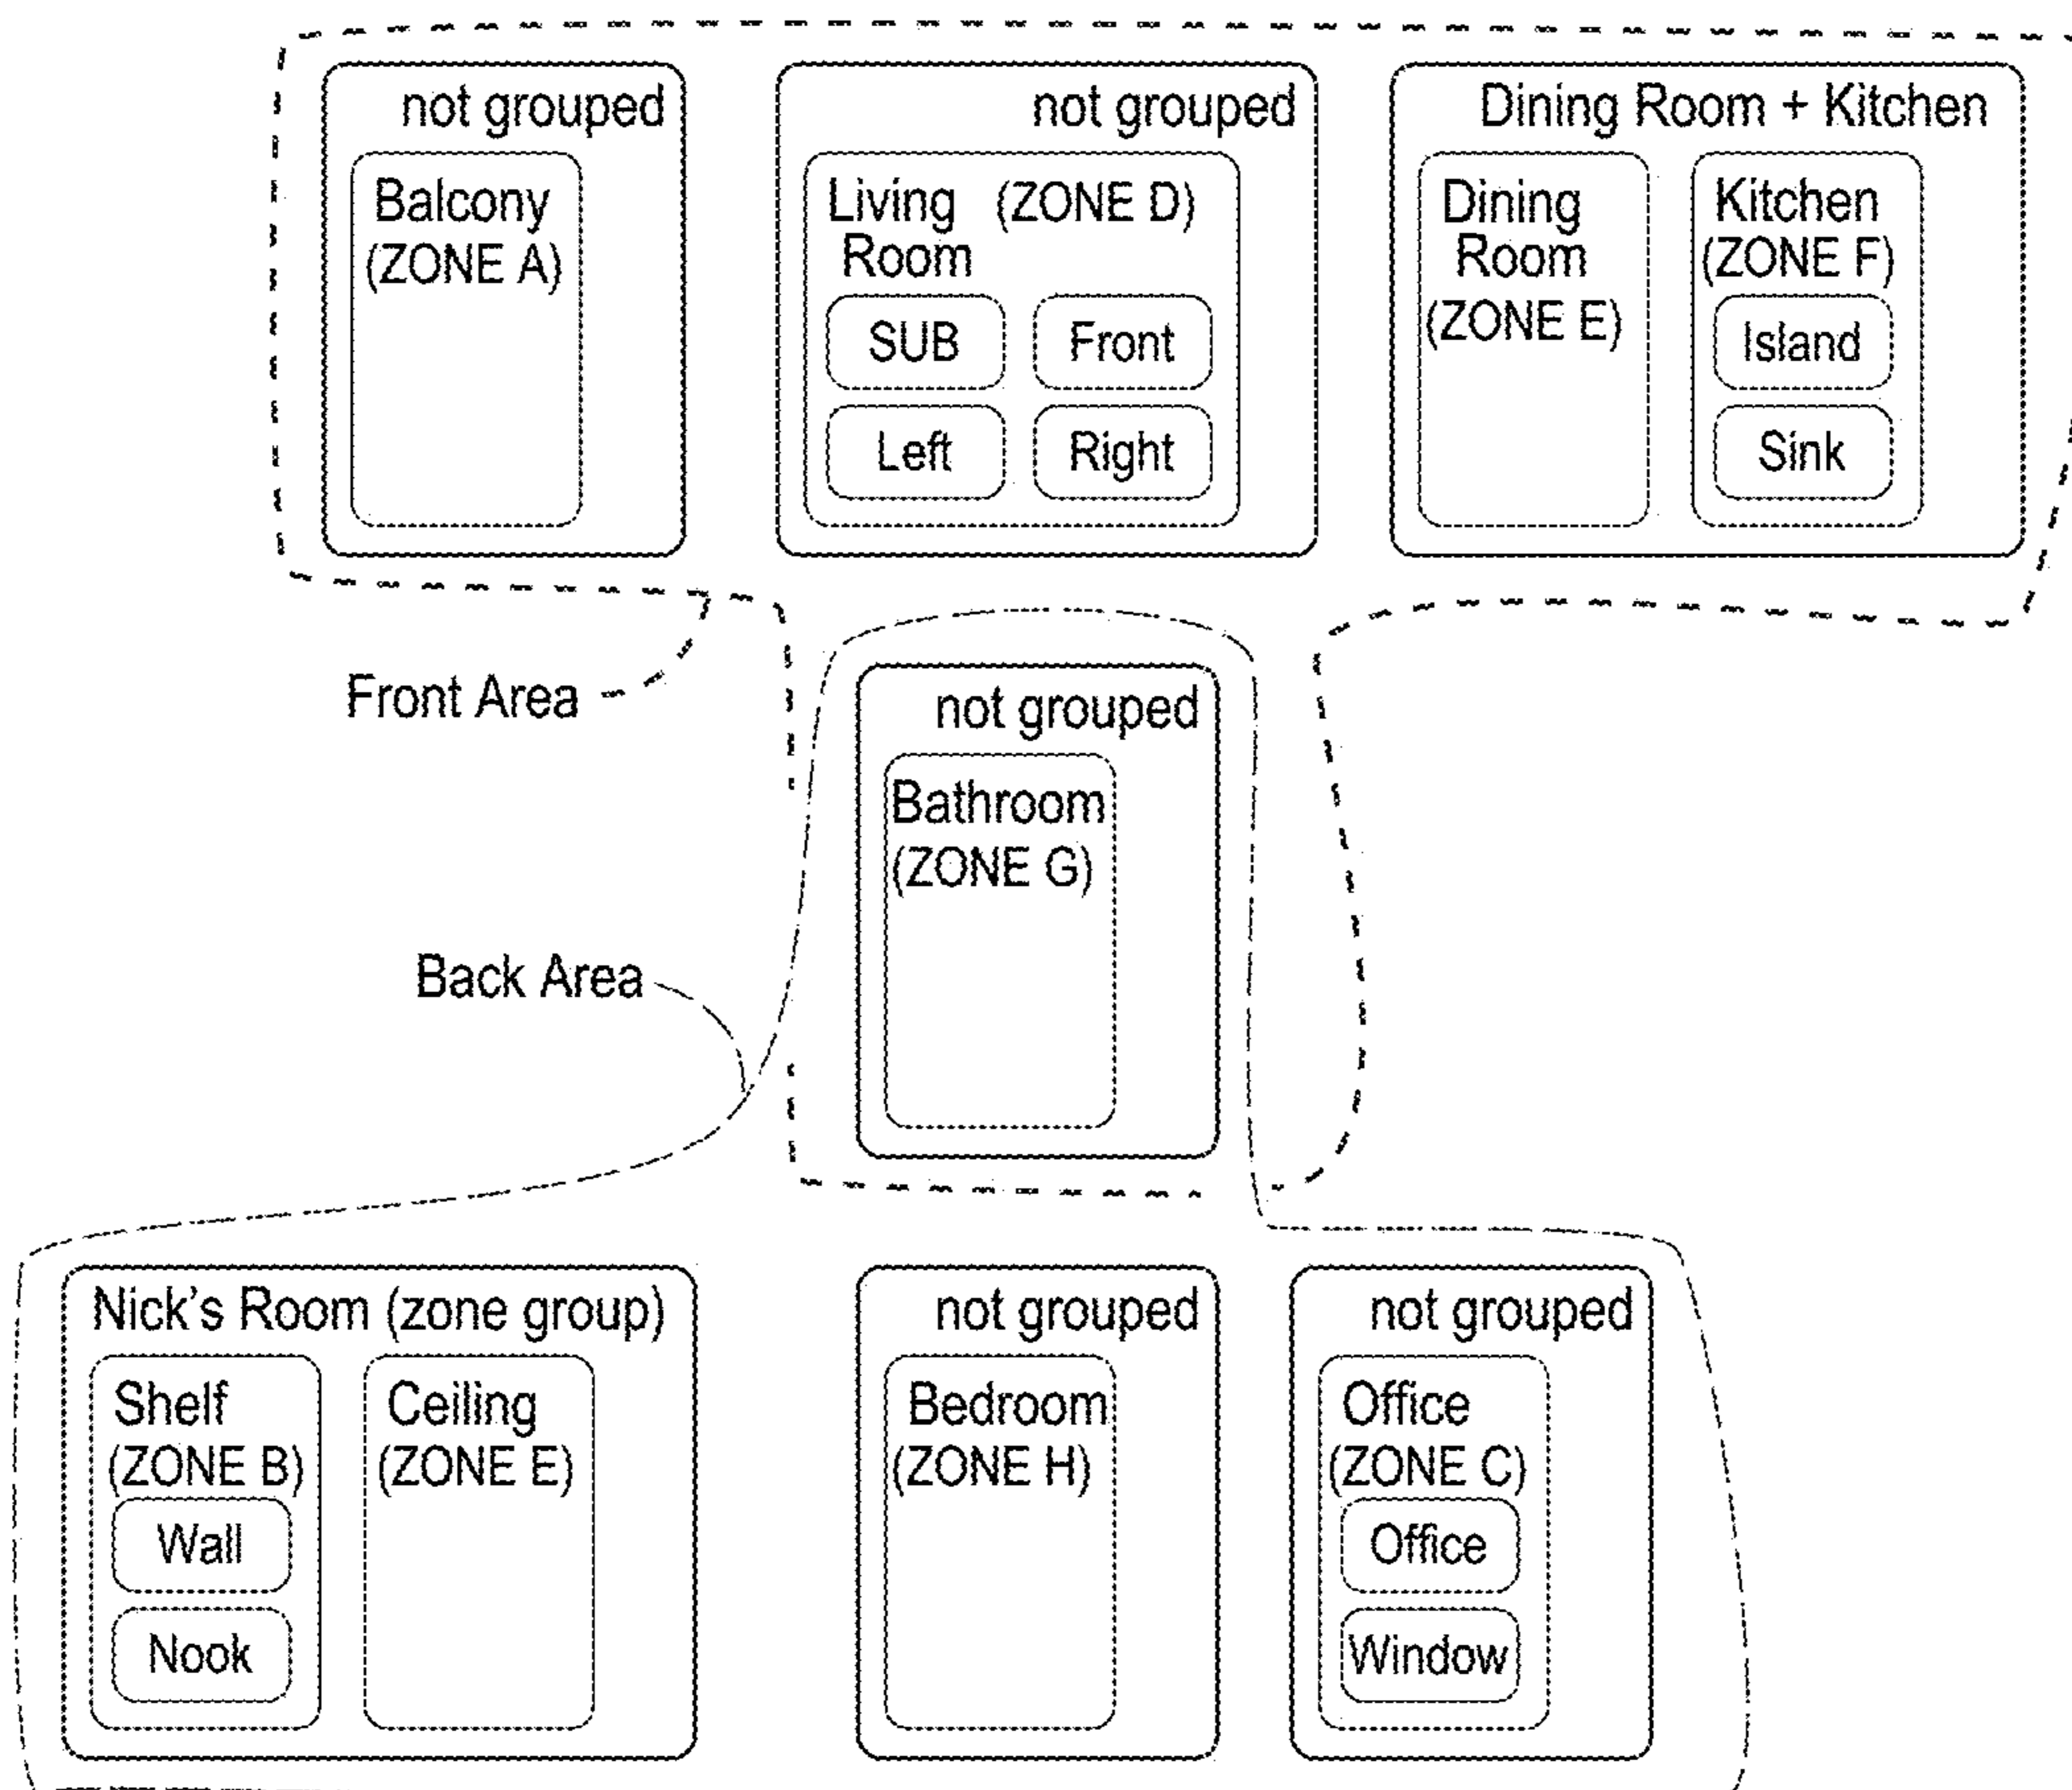 not grouped
Balcony
(ZONE A)
not grouped
Living (ZONE D)
Room
SUB
Front
Left
Right
Dining Room + Kitchen
Dining
Room
(ZONE E)
Kitchen
(ZONE F)
Island
Sink
Front Area
not grouped
Bathroom
(ZONE G)
Back Area
Nick's Room (zone group)
Shelf
(ZONE B)
Wall
Nook
Ceiling
(ZONE E)
not grouped
Bedroom
(ZONE H)
not grouped
Office
(ZONE C)
Office
Window